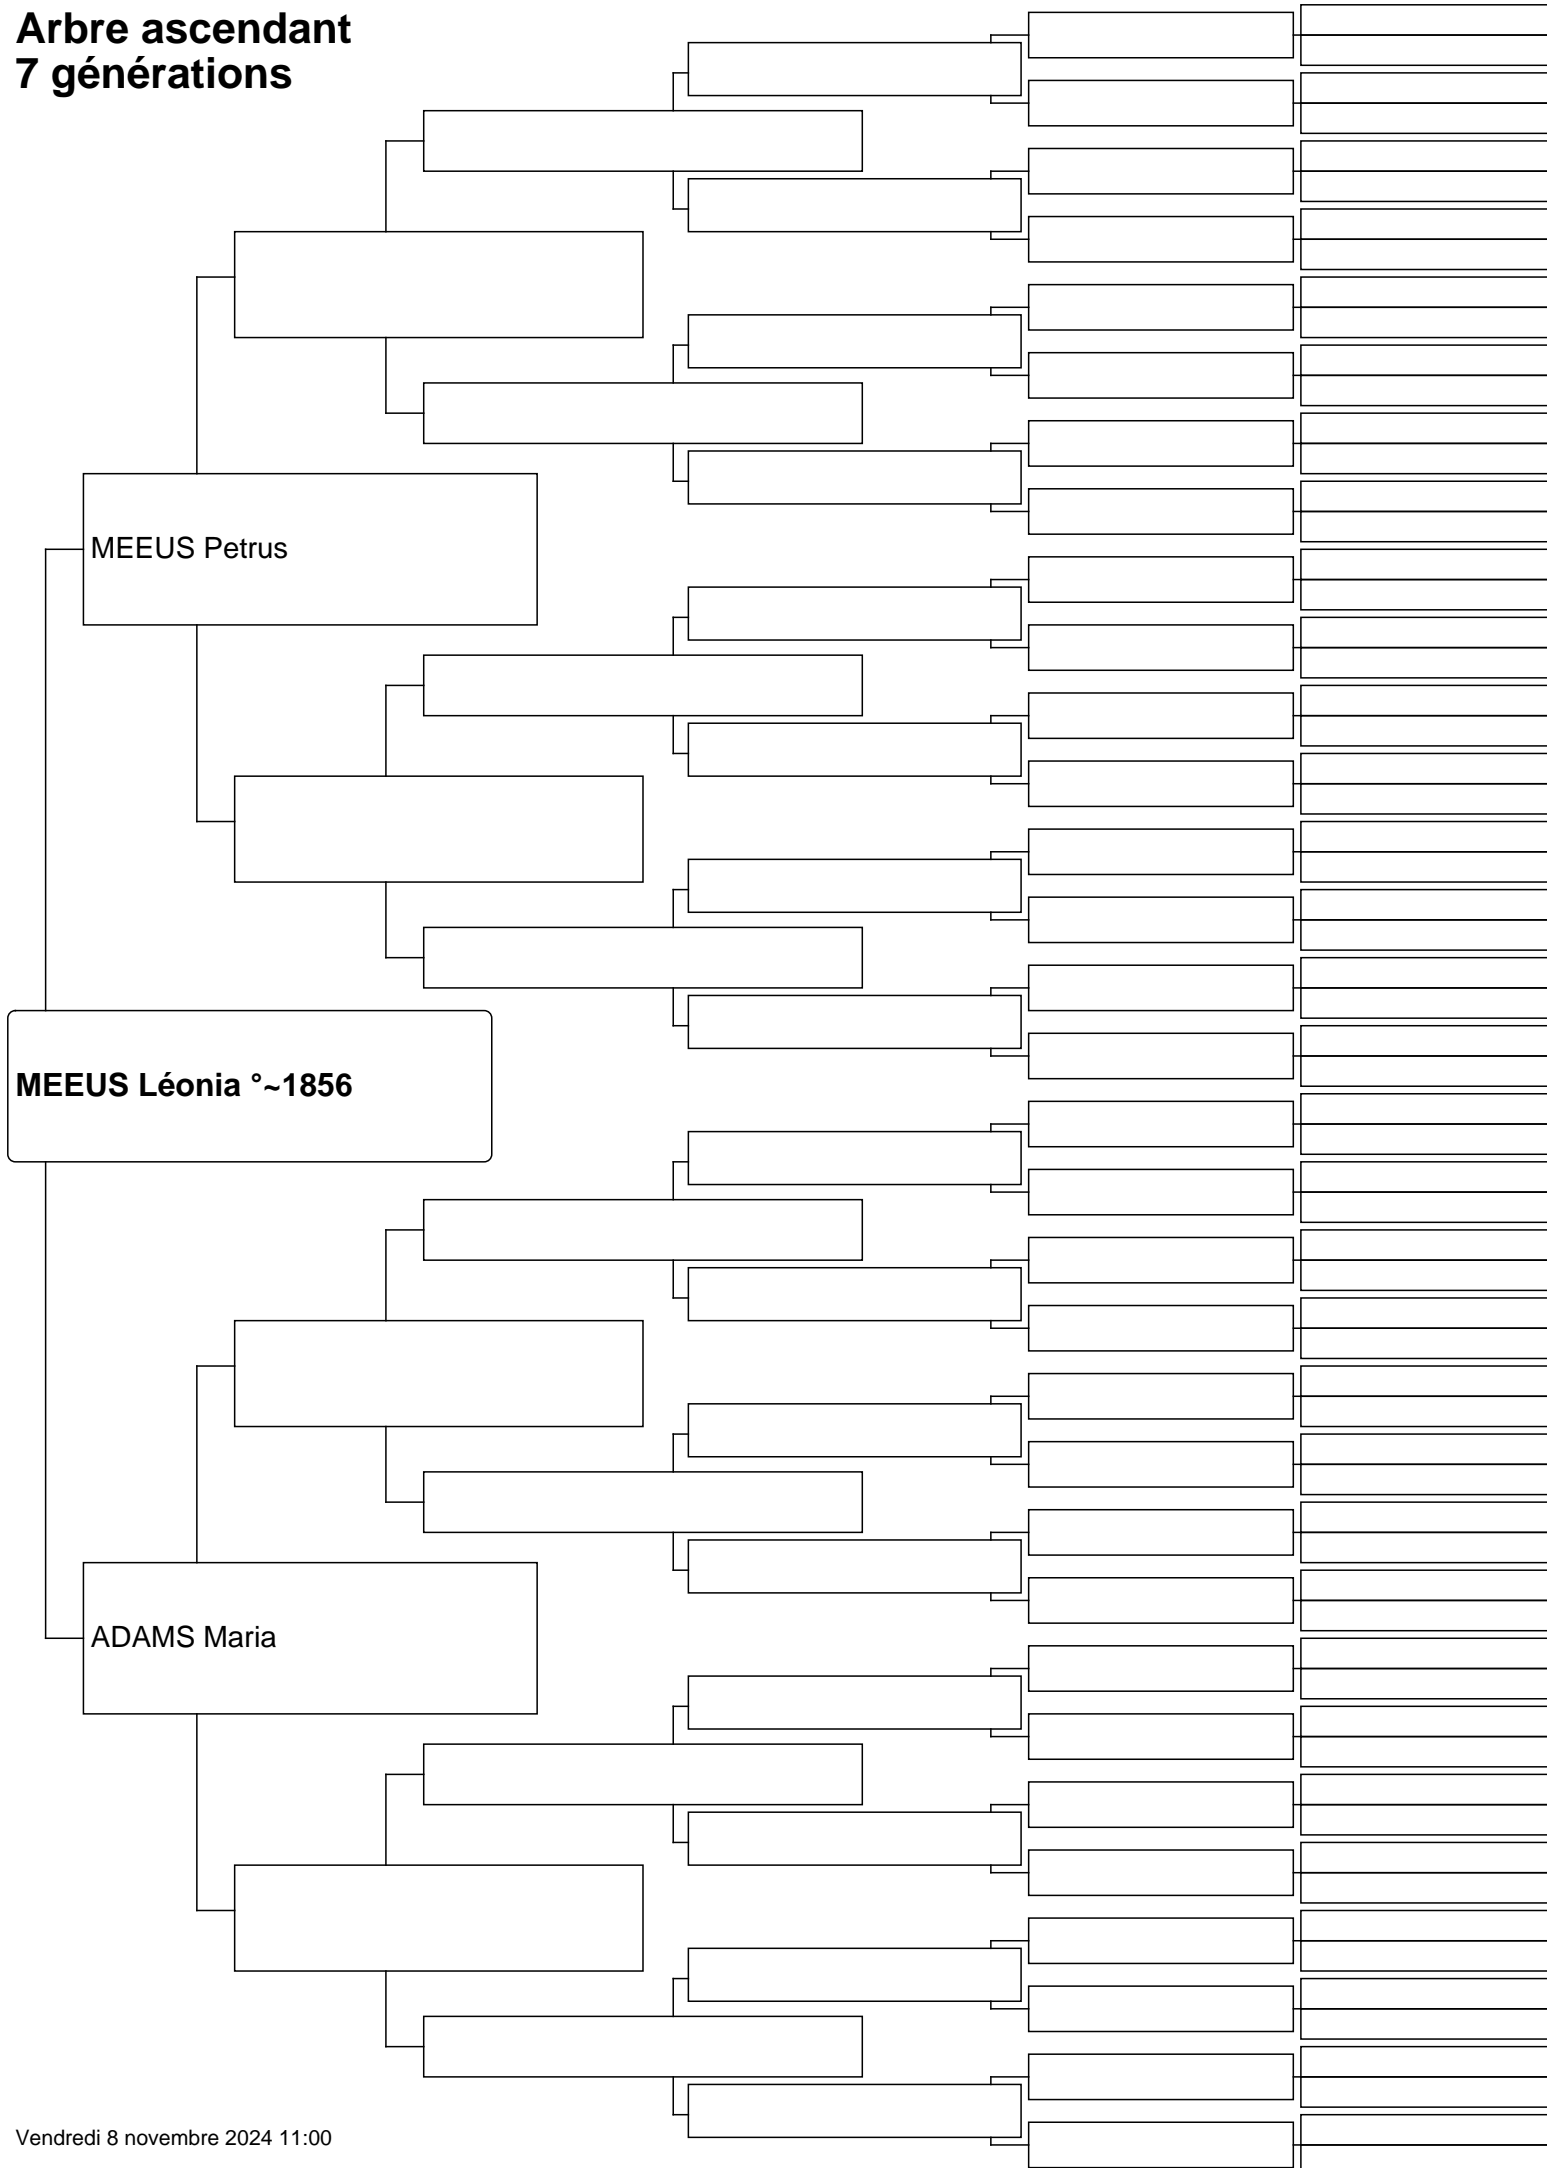 Arbre ascendant
7 générations
MEEUS Petrus
MEEUS Léonia °~1856
ADAMS Maria
Vendredi 8 novembre 2024 11:00